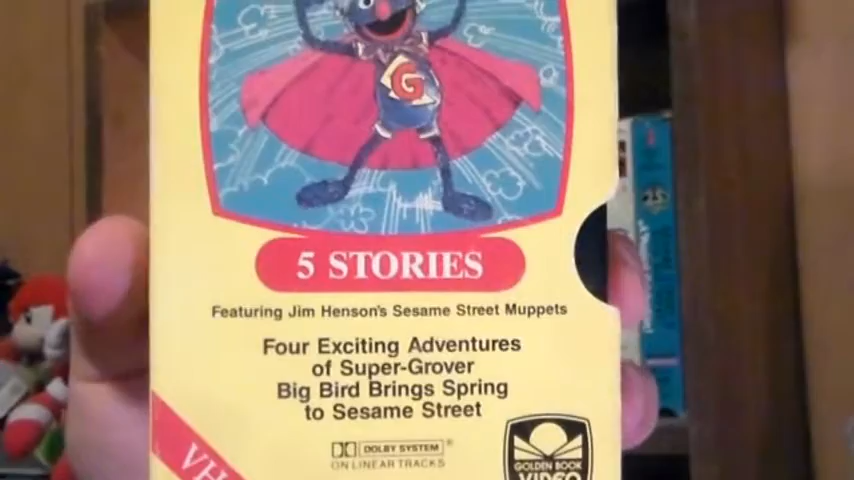 G
5 STORIES
Featuring Jim Henson's Sesame Street Muppets
Four Exciting Adventures
of Super-Grover
Big Bird Brings Spring
to Sesame Street
DOLBY SYSTEM®
ON LINEAR TRACKS
VH
GOLDEN BOOK
VIDEO